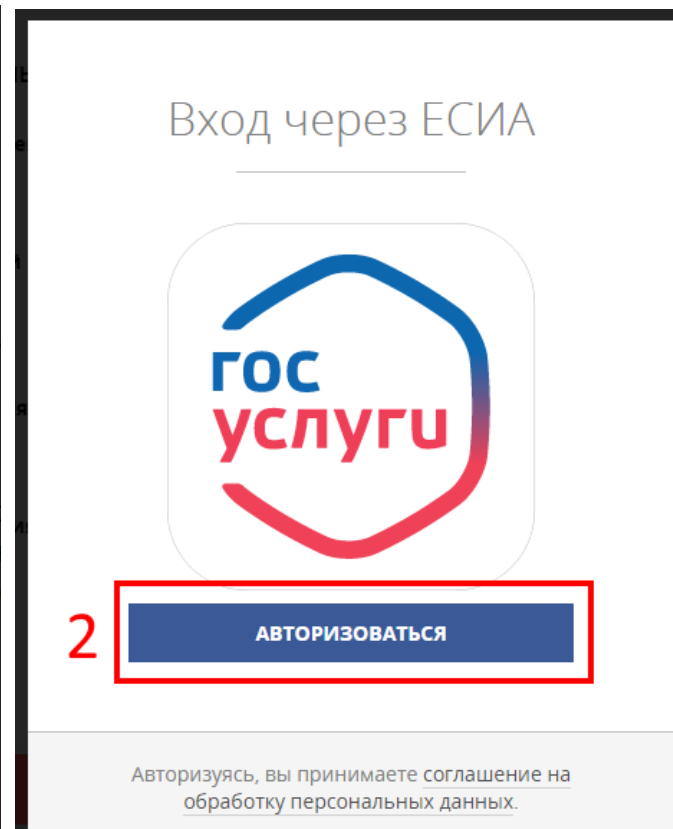 Вход через ЕСИА
гос
услуги
2
АВТОРИЗОВАТЬСЯ
Авторизуясь, вы принимаете соглашение на
обработку персональных данных.